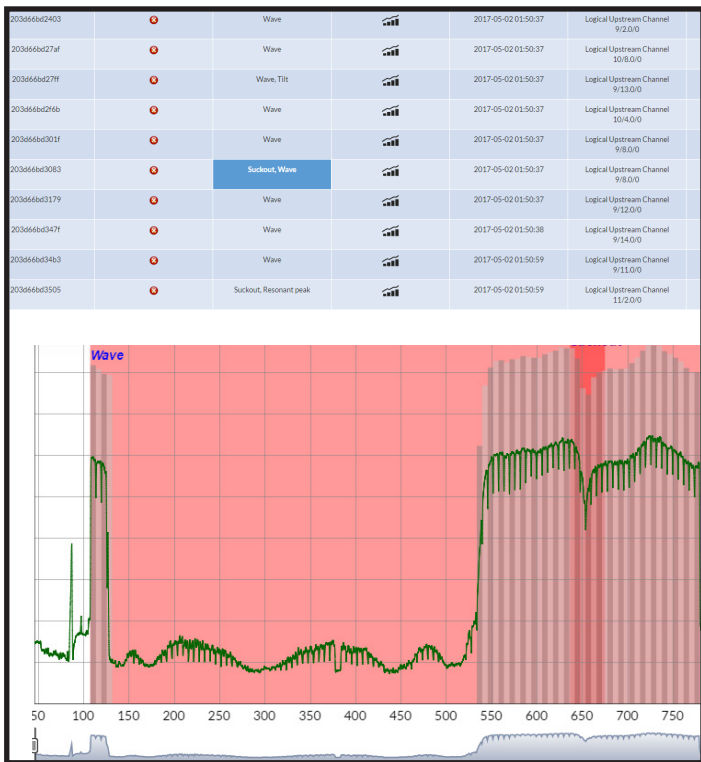 203d66bd2403 Wave 2017-05-02 01:50:37 Logical Upstream Channel
9/2.0/0
203d66bd27af Wave 2017-05-02 01:50:37 Logical Upstream Channel
10/8.0/0
203d66bd27ff Wave, Tilt 2017-05-02 01:50:37 Logical Upstream Channel
9/13.0/0
203d66bd2f6b Wave 2017-05-02 01:50:37 Logical Upstream Channel
10/4.0/0
203d66bd301f Wave 2017-05-02 01:50:37 Logical Upstream Channel
9/8.0/0
203d66bd3083 Suckout, Wave 2017-05-02 01:50:37 Logical Upstream Channel
9/8.0/0
203d66bd3179 Wave 2017-05-02 01:50:37 Logical Upstream Channel
9/12.0/0
203d66bd347f Wave 2017-05-02 01:50:38 Logical Upstream Channel
9/14.0/0
203d66bd34b3 Wave 2017-05-02 01:50:59 Logical Upstream Channel
9/11.0/0
203d66bd3505 Suckout, Resonant peak 2017-05-02 01:50:59 Logical Upstream Channel
11/2.0/0
Wave
50 100 150 200 250 300 350 400 450 500 550 600 650 700 750